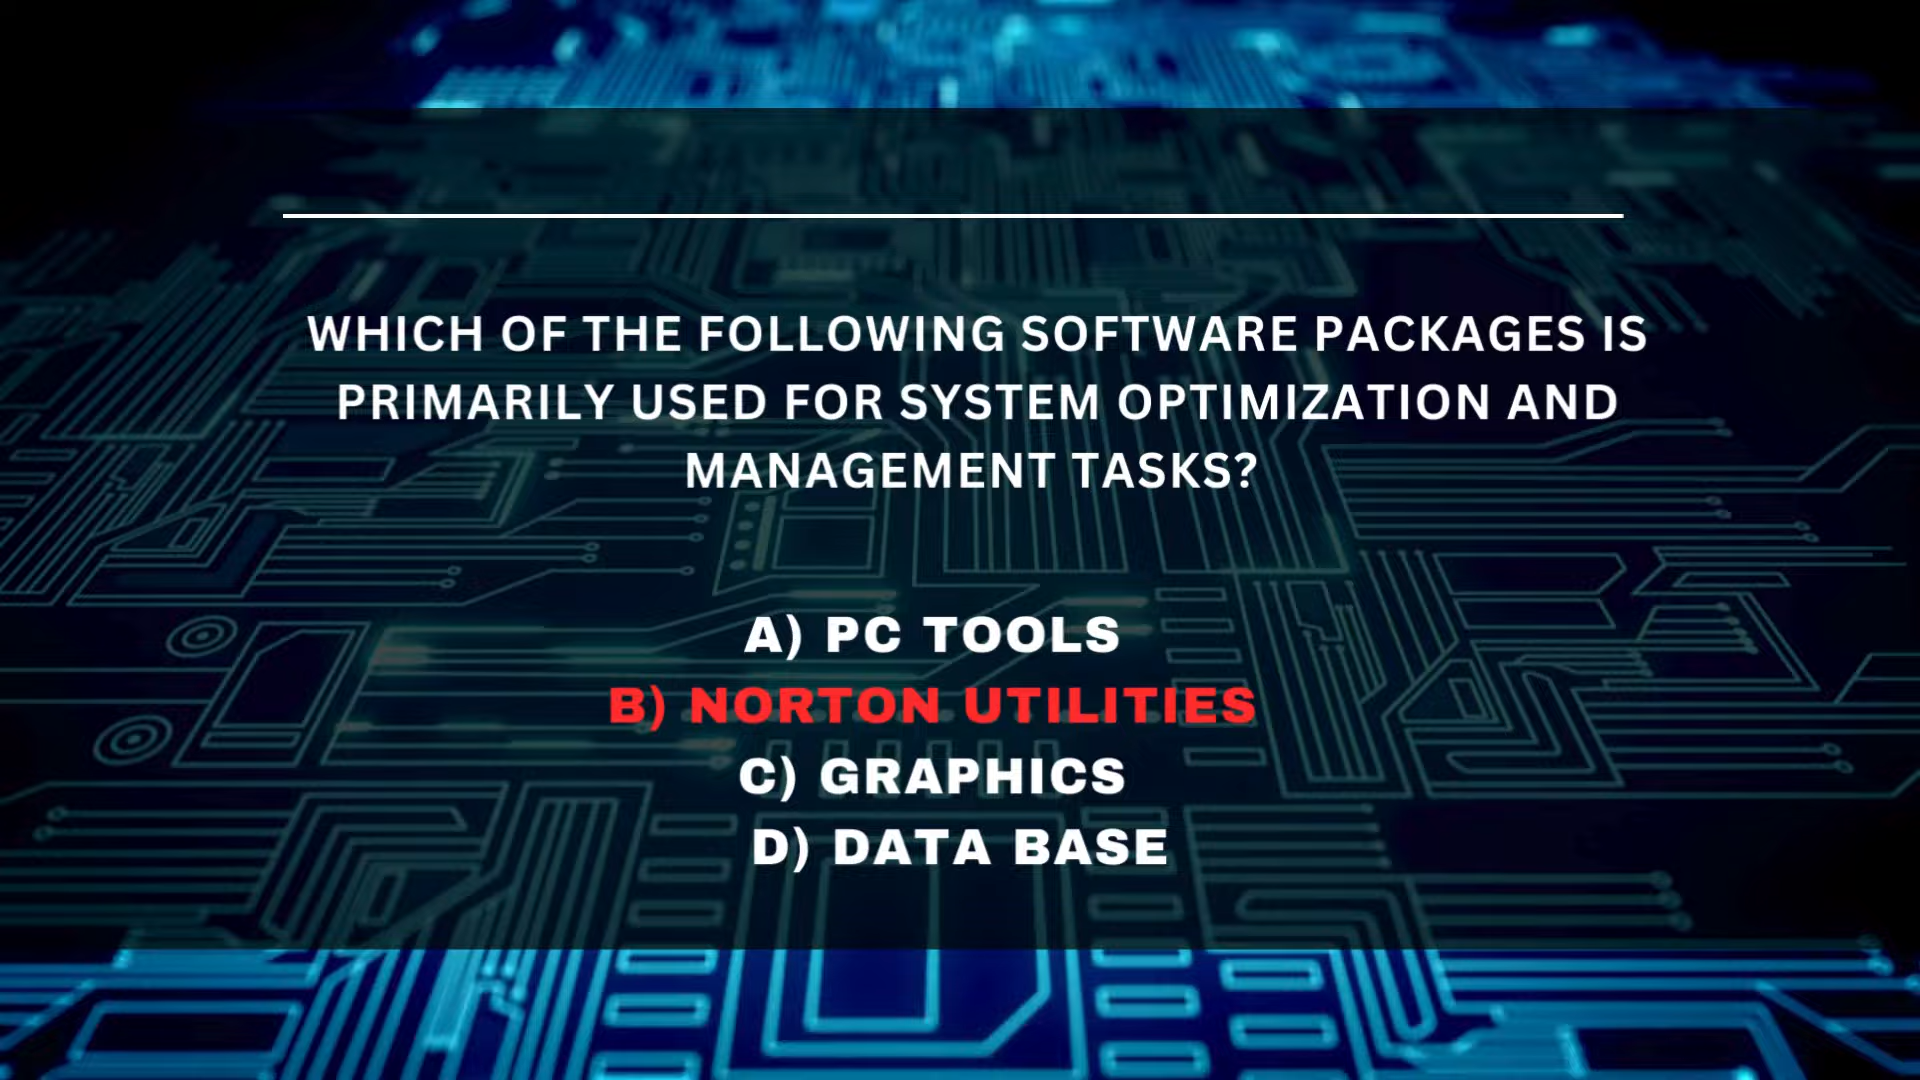 WHICH OF THE FOLLOWING SOFTWARE PACKAGES IS
PRIMARILY USED FOR SYSTEM OPTIMIZATION AND
MANAGEMENT TASKS?
A) PC TOOLS
B) NORTON UTILITIES
C) GRAPHICS
D) DATA BASE